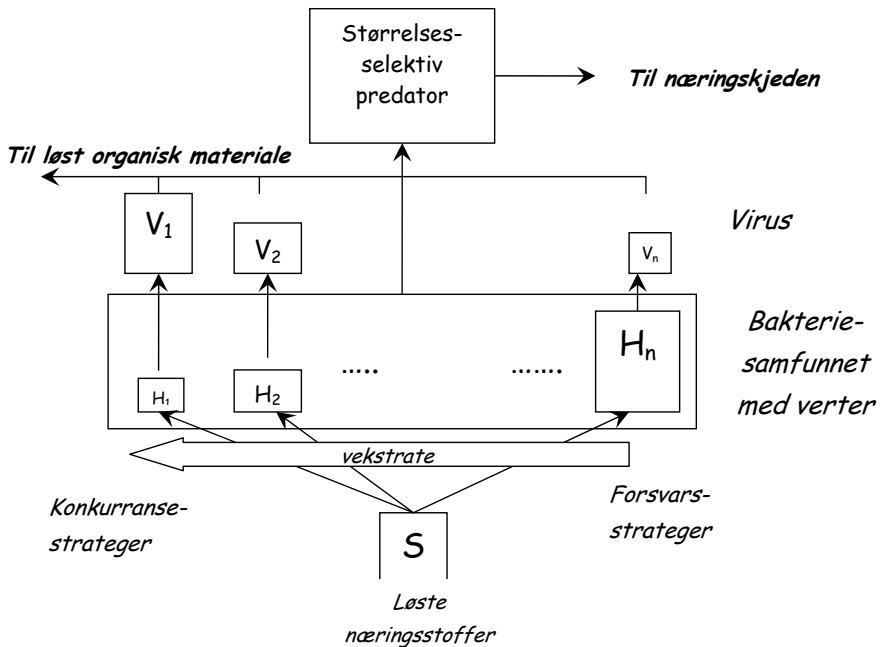 Størrelses-
selektiv
predator
Til næringskjeden
Til løst organisk materiale
V₁
V₂
Vₙ
Virus
H₁
H₂
…..
…….
Hₙ
Bakterie-
samfunnet
med verter
vekstrate
Konkurranse-
strateger
Forsvars-
strateger
S
Løste
næringsstoffer